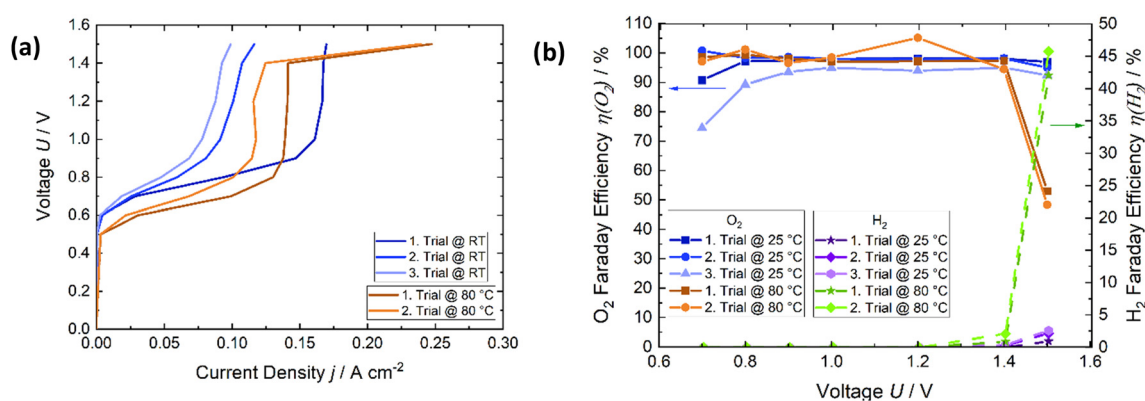 (a)
1.6
1.4
1.2
1.0
0.8
0.6
0.4
0.2
0.0
Voltage U / V
1. Trial @ RT
2. Trial @ RT
3. Trial @ RT
1. Trial @ 80 °C
2. Trial @ 80 °C
0.00 0.05 0.10 0.15 0.20 0.25 0.30
Current Density j / A cm-2
(b)
110
100
90
80
70
60
50
40
30
20
10
0
O2 Faraday Efficiency η(O2) / %
O2
1. Trial @ 25 °C
2. Trial @ 25 °C
3. Trial @ 25 °C
1. Trial @ 80 °C
2. Trial @ 80 °C
H2
1. Trial @ 25 °C
2. Trial @ 25 °C
3. Trial @ 25 °C
1. Trial @ 80 °C
2. Trial @ 80 °C
50
45
40
35
30
25
20
15
10
5
0
H2 Faraday Efficiency η(H2) / %
0.6 0.8 1.0 1.2 1.4 1.6
Voltage U / V